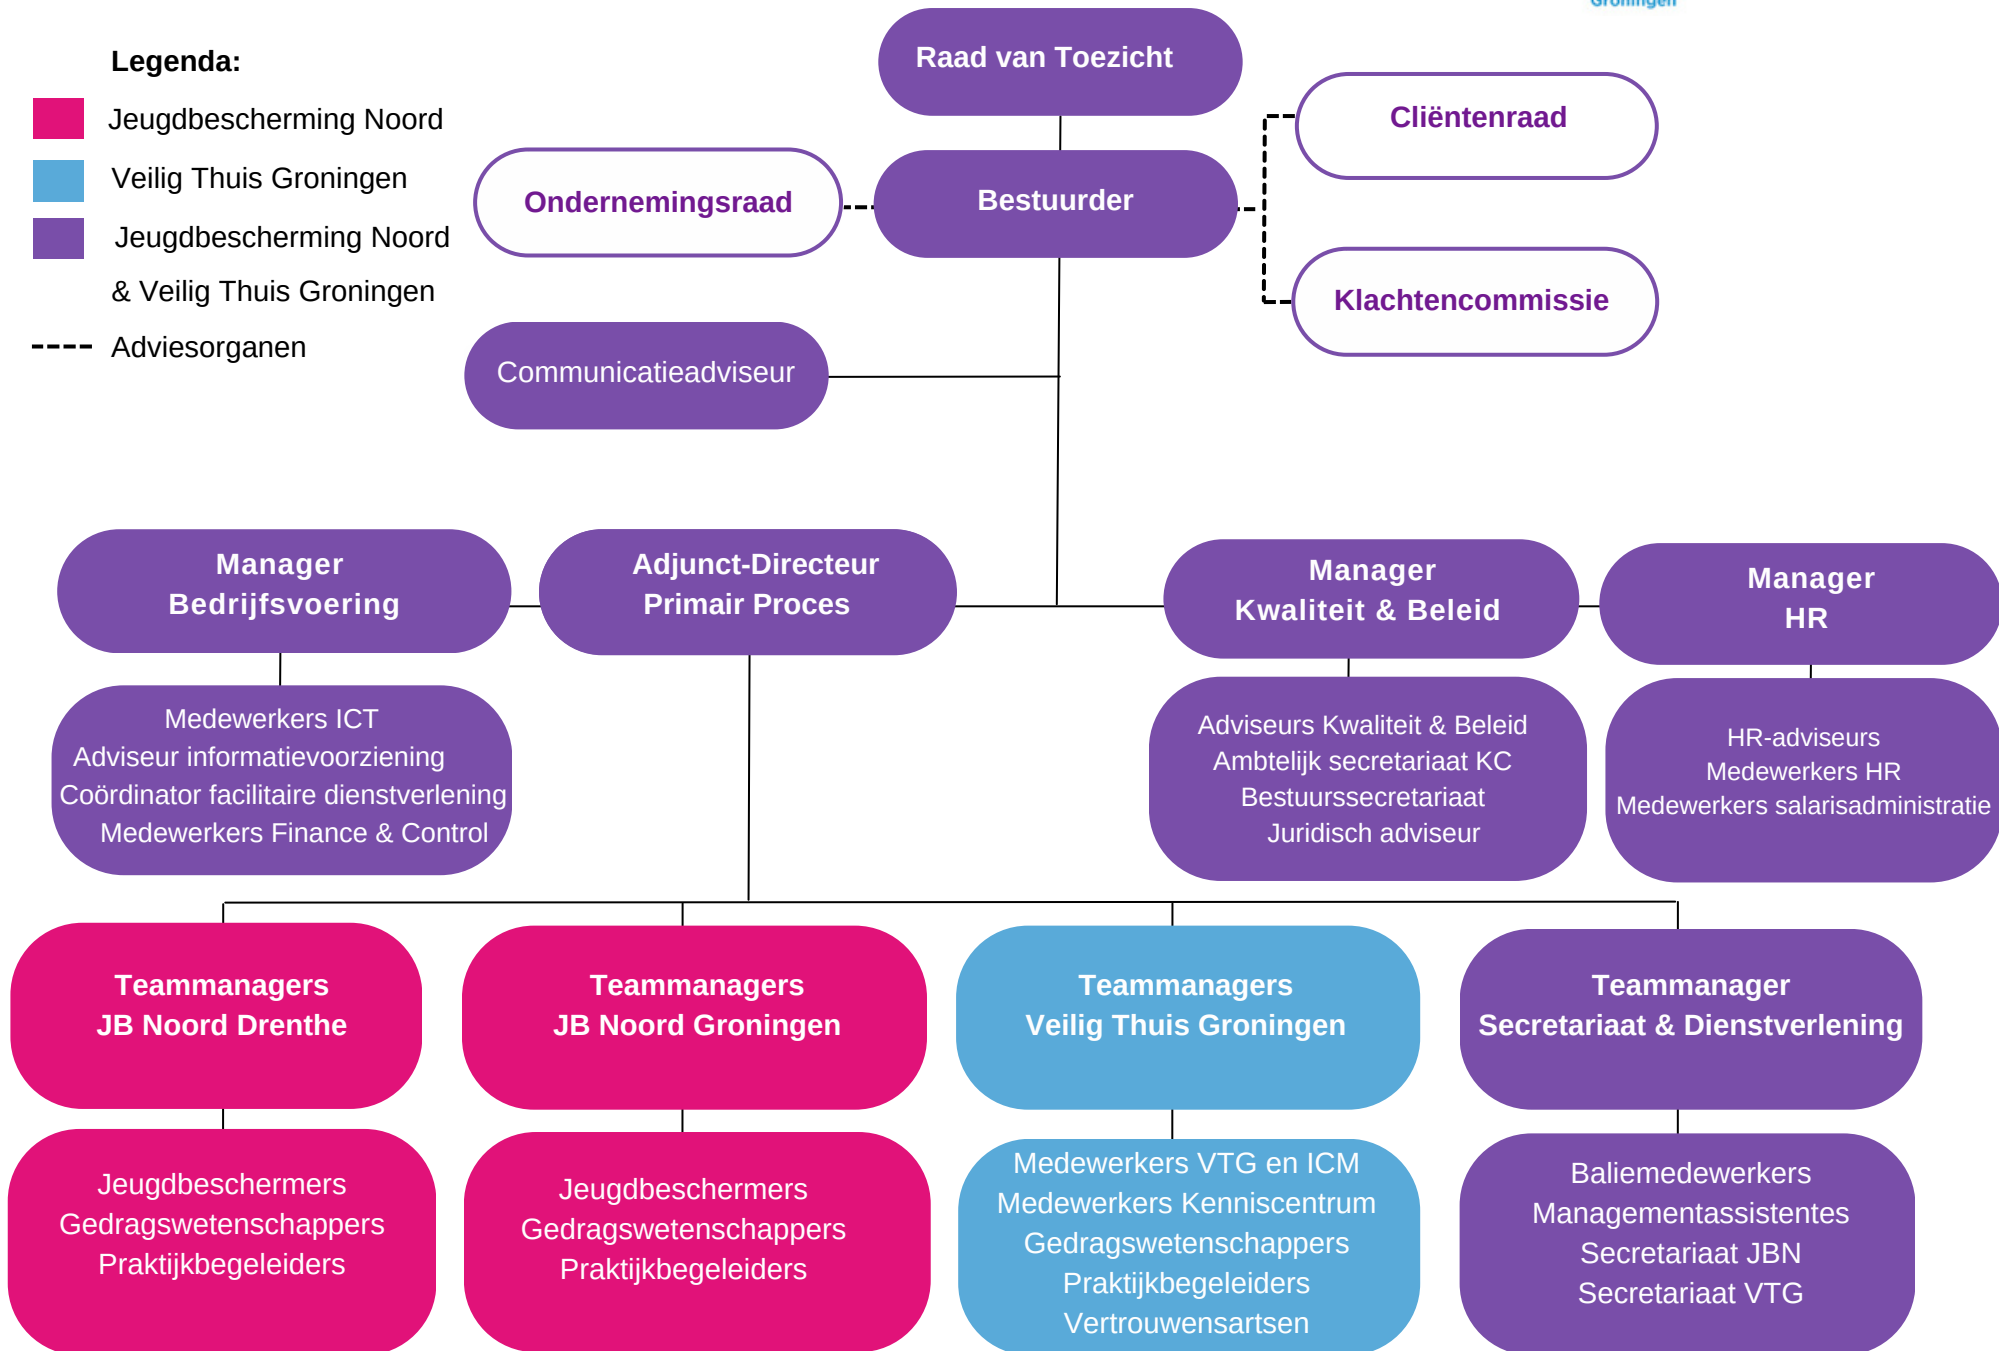 Groningen
Legenda:
Jeugdbescherming Noord
Veilig Thuis Groningen
Jeugdbescherming Noord
& Veilig Thuis Groningen
Adviesorganen
Raad van Toezicht
Cliëntenraad
Ondernemingsraad
Bestuurder
Klachtencommissie
Communicatieadviseur
Manager
Bedrijfsvoering
Adjunct-Directeur
Primair Proces
Manager
Kwaliteit & Beleid
Manager
HR
Medewerkers ICT
Adviseur informatievoorziening
Coördinator facilitaire dienstverlening
Medewerkers Finance & Control
Adviseurs Kwaliteit & Beleid
Ambtelijk secretariaat KC
Bestuurssecretariaat
Juridisch adviseur
HR-adviseurs
Medewerkers HR
Medewerkers salarisadministratie
Teammanagers
JB Noord Drenthe
Teammanagers
JB Noord Groningen
Teammanagers
Veilig Thuis Groningen
Teammanager
Secretariaat & Dienstverlening
Jeugdbeschermers
Gedragswetenschappers
Praktijkbegeleiders
Jeugdbeschermers
Gedragswetenschappers
Praktijkbegeleiders
Medewerkers VTG en ICM
Medewerkers Kenniscentrum
Gedragswetenschappers
Praktijkbegeleiders
Vertrouwensartsen
Baliemedewerkers
Managementassistentes
Secretariaat JBN
Secretariaat VTG